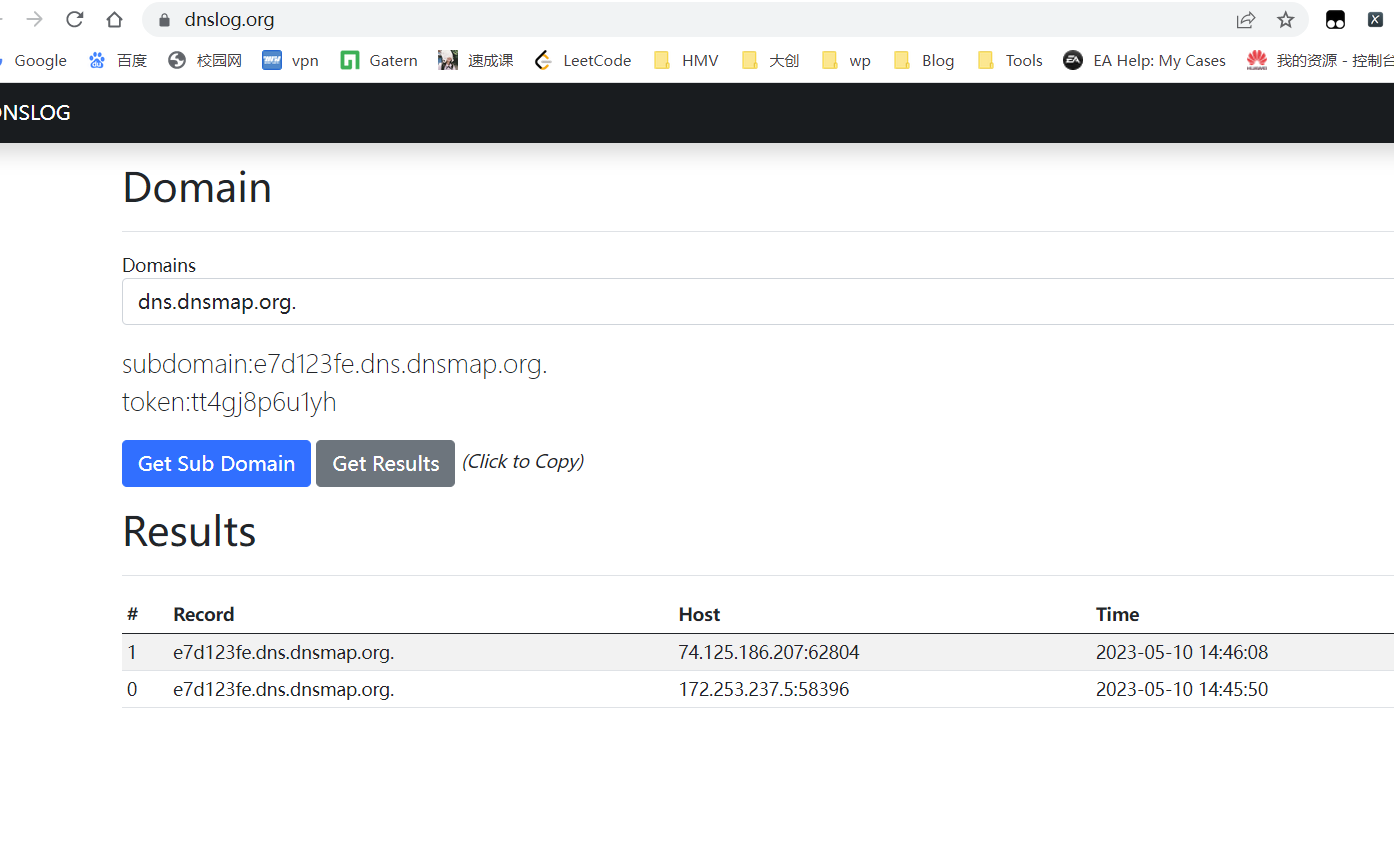 dnslog.org
Google 百度 校园网 vpn Gatern 速成课 LeetCode HMV 大创 wp Blog Tools EA Help: My Cases 我的资源 - 控制台
DNSLOG
Domain
Domains
dns.dnsmap.org.
subdomain:e7d123fe.dns.dnsmap.org.
token:tt4gj8p6u1yh
Get Sub Domain Get Results (Click to Copy)
Results
# Record Host Time
1 e7d123fe.dns.dnsmap.org. 74.125.186.207:62804 2023-05-10 14:46:08
0 e7d123fe.dns.dnsmap.org. 172.253.237.5:58396 2023-05-10 14:45:50